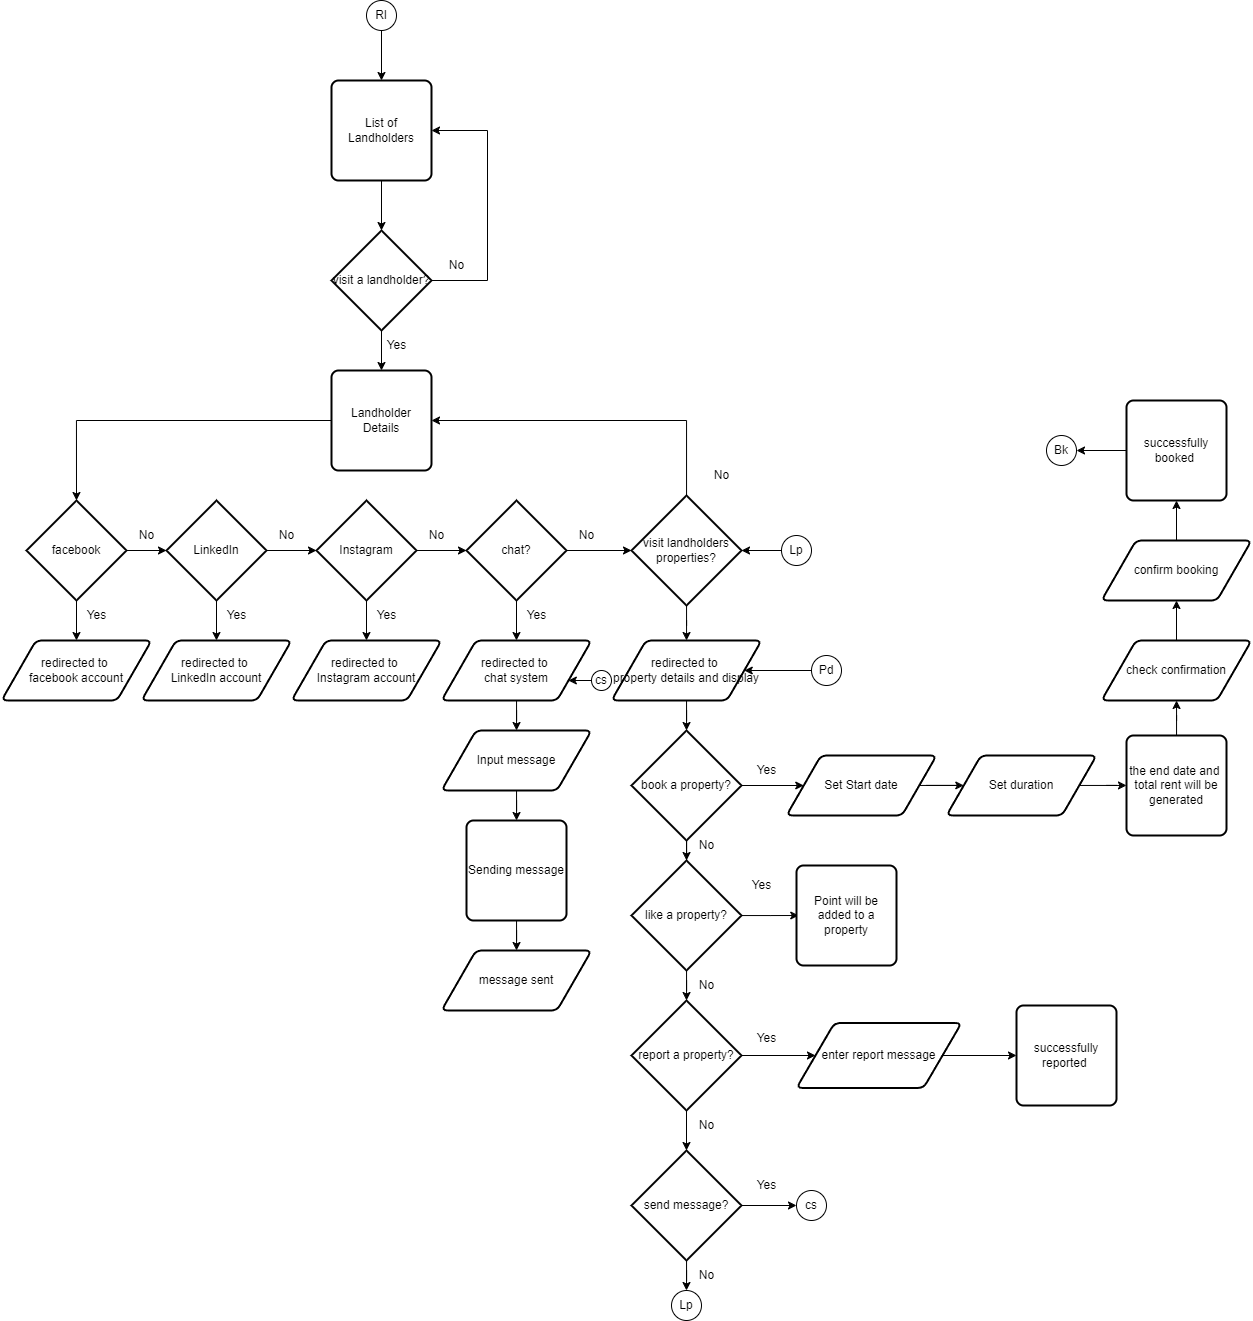 Rl
List of
Landholders
visit a landholder?
No
Yes
Landholder
Details
successfully
booked
Bk
No
facebook
No
LinkedIn
No
Instagram
No
chat?
No
visit landholders
properties?
Lp
confirm booking
Yes
Yes
Yes
Yes
redirected to
facebook account
redirected to
LinkedIn account
redirected to
Instagram account
redirected to
chat system
cs
redirected to
property details and display
Pd
check confirmation
Input message
book a property?
Yes
Set Start date
Set duration
the end date and
total rent will be
generated
No
Sending message
like a property?
Yes
Point will be
added to a
property
No
message sent
report a property?
Yes
enter report message
successfully
reported
No
send message?
Yes
cs
No
Lp